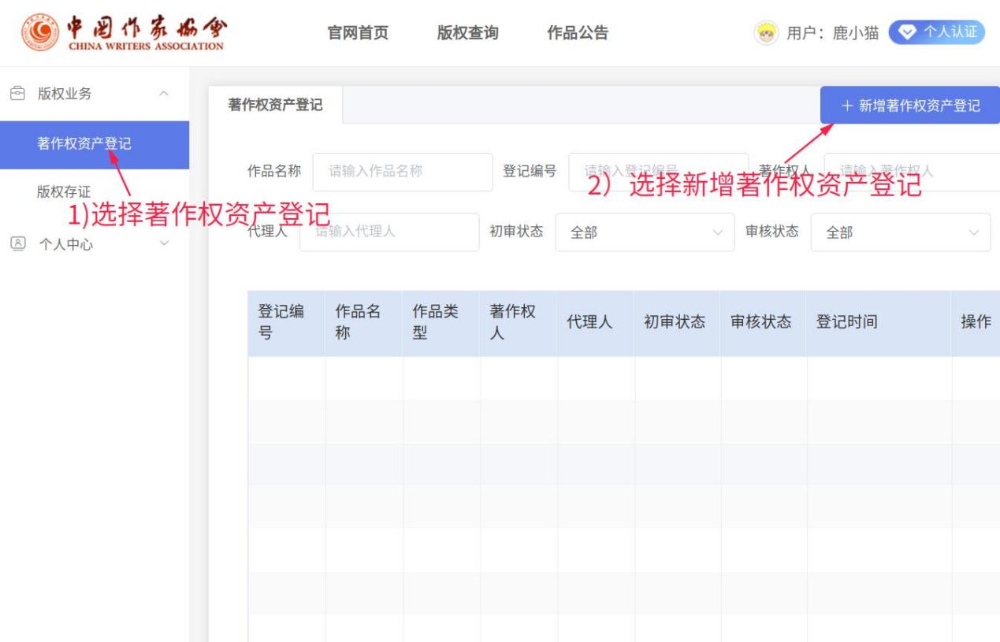 中国作家协会
CHINA WRITERS ASSOCIATION
官网首页
版权查询
作品公告
用户：鹿小猫
个人认证
版权业务
著作权资产登记
版权存证
个人中心
1)选择著作权资产登记
著作权资产登记
+ 新增著作权资产登记
2）选择新增著作权资产登记
作品名称 请输入作品名称
登记编号 请输入登记编号
著作权人 请输入著作权人
代理人 请输入代理人
初审状态 全部
审核状态 全部
登记编号
作品名称
作品类型
著作权人
代理人
初审状态
审核状态
登记时间
操作